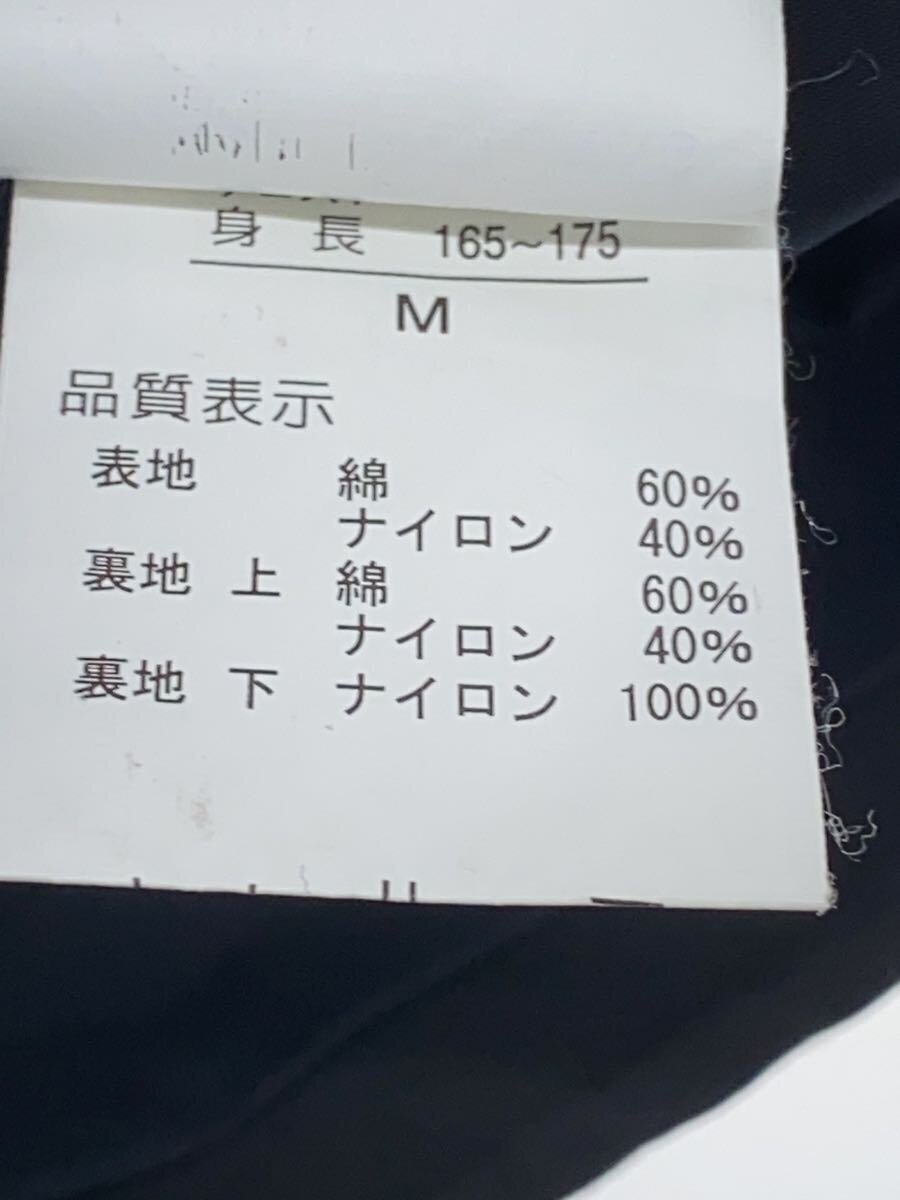 身 長 165~175
M
品質表示
表地 綿 60%
ナイロン 40%
裏地 上 綿 60%
ナイロン 40%
裏地 下 ナイロン 100%